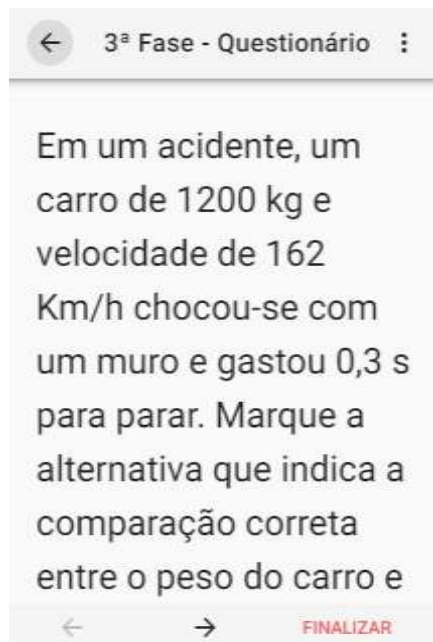 3ª Fase - Questionário
Em um acidente, um
carro de 1200 kg e
velocidade de 162
Km/h chocou-se com
um muro e gastou 0,3 s
para parar. Marque a
alternativa que indica a
comparação correta
entre o peso do carro e
FINALIZAR